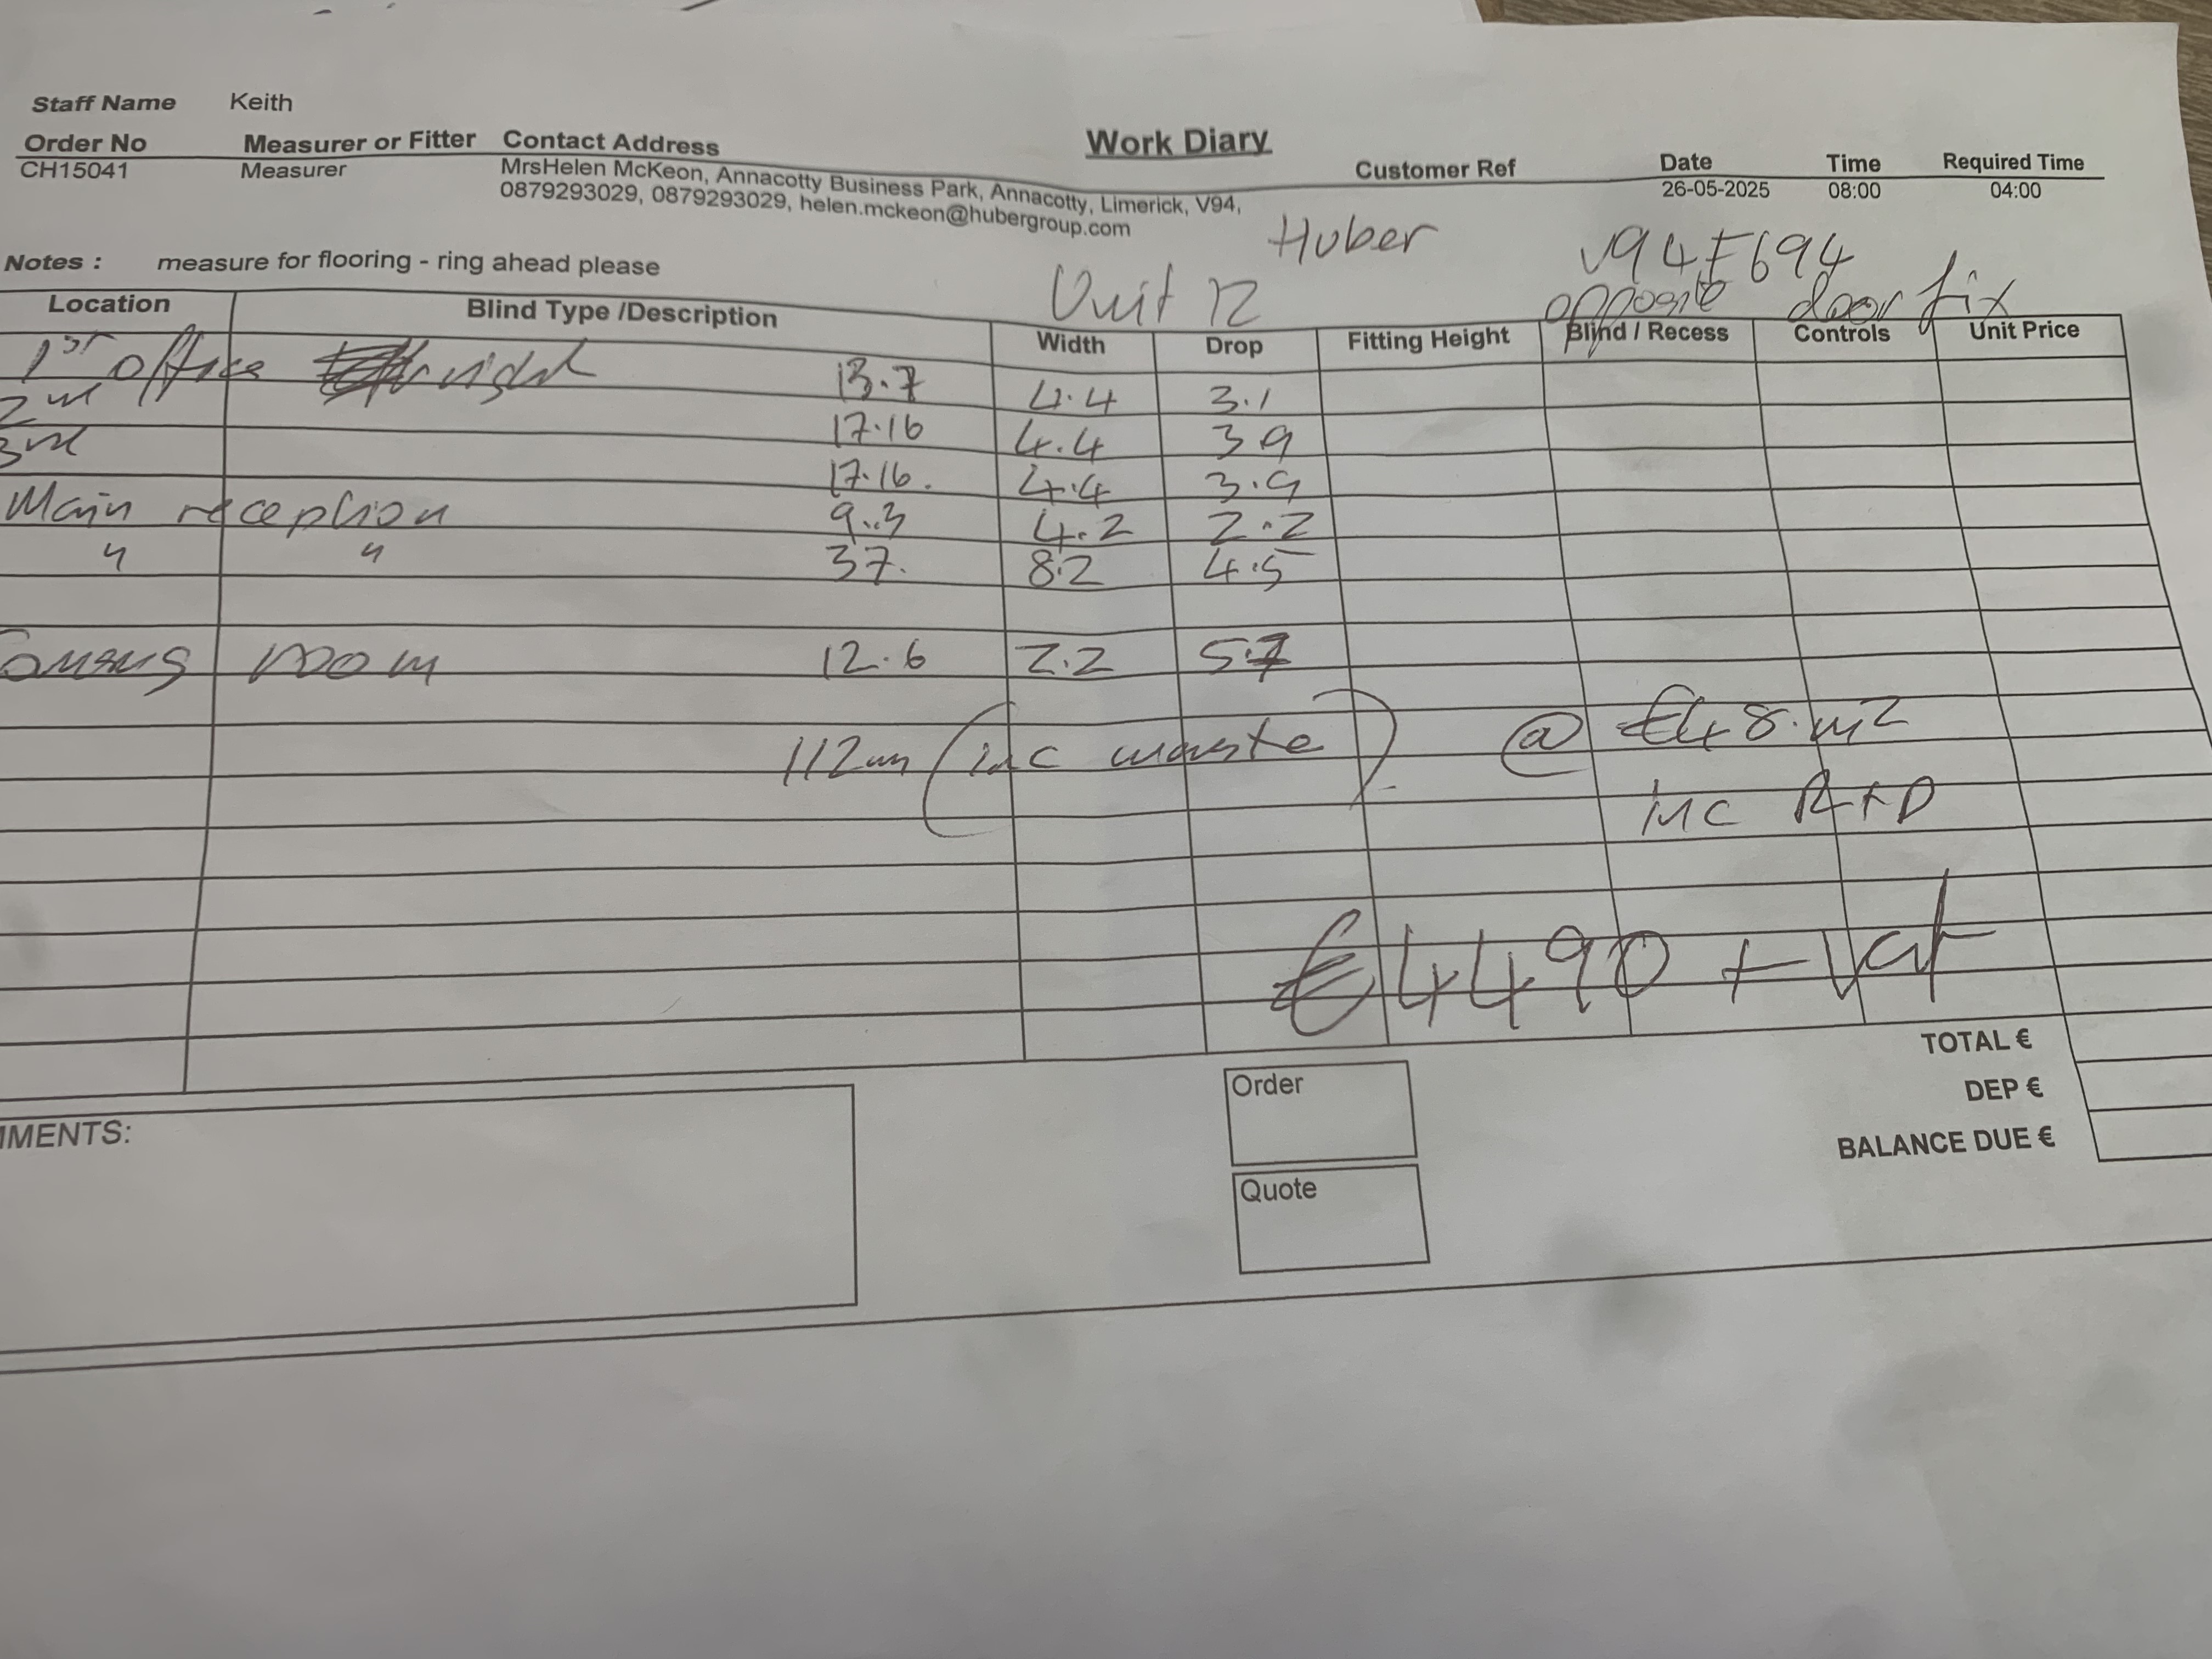 Staff Name Keith
Order No Measurer or Fitter Contact Address Work Diary Customer Ref Date Time Required Time
CH15041 Measurer MrsHelen McKeon, Annacotty Business Park, Annacotty, Limerick, V94, 26-05-2025 08:00 04:00
0879293029, 0879293029, helen.mckeon@hubergroup.com
Huber V94E694
Notes : measure for flooring - ring ahead please
Unit 12 opposite door fix
Location Blind Type /Description Width Drop Fitting Height Blind / Recess Controls Unit Price
1st office right 13.7 4.4 3.1
2nd 17.16 4.4 3.9
3rd 17.16. 4.4 3.9
Main reception 9.3 4.2 2.2
" " 37. 8.2 4.5
room 12.6 2.2 5.7
112m (inc waste) @ €48.m2
inc R+D
€4490 + Vat
TOTAL €
DEP €
BALANCE DUE €
Order
Quote
MMENTS: